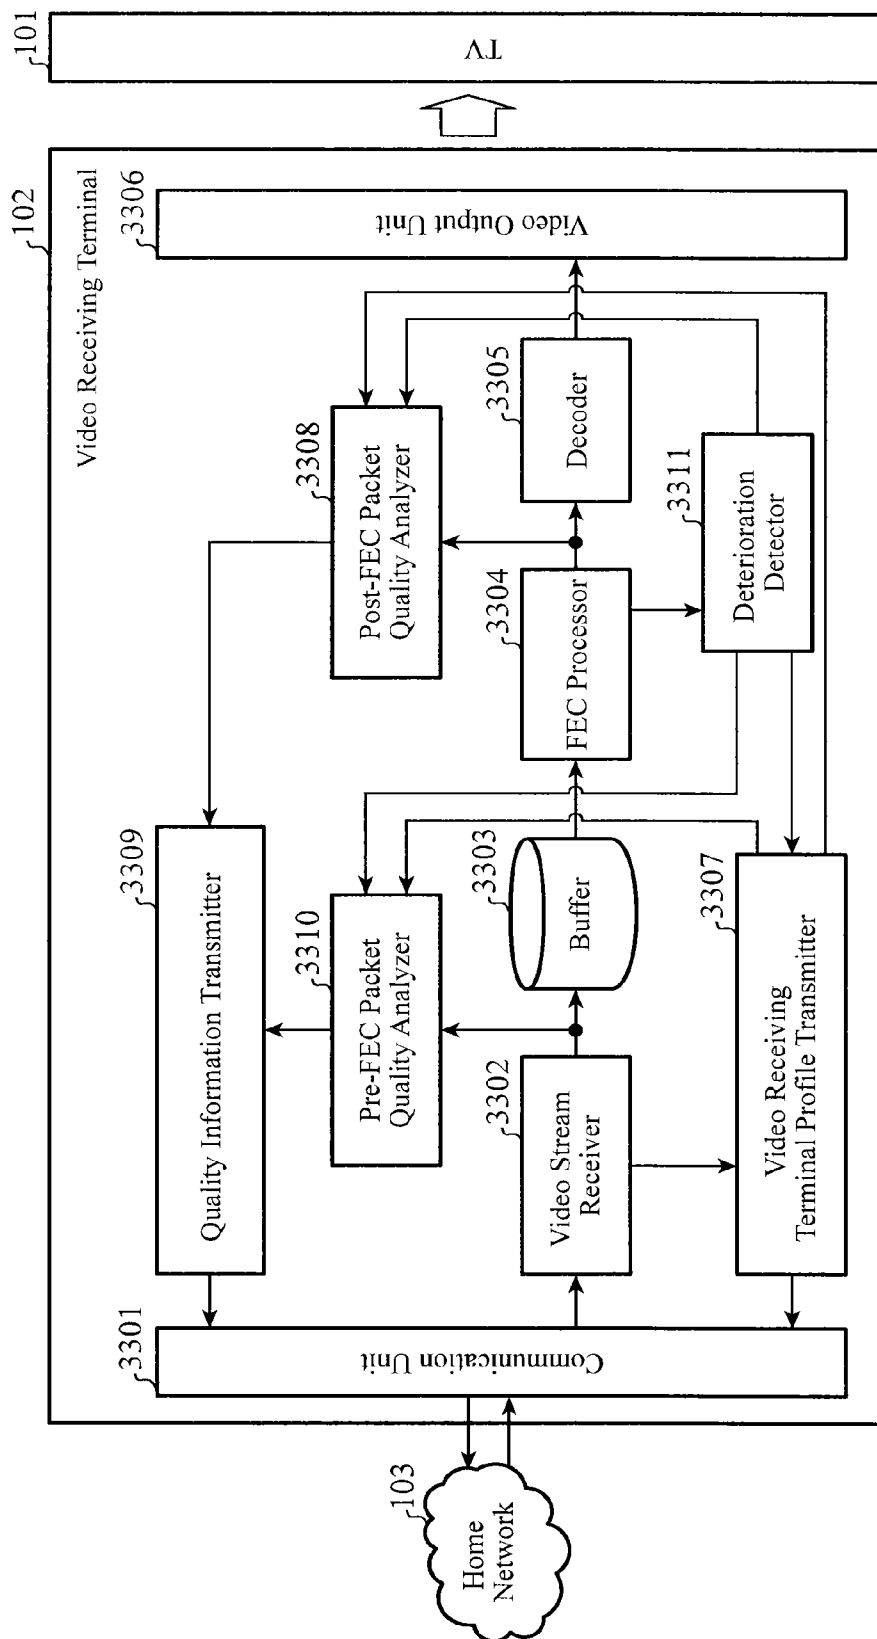 101
TV
102
Video Receiving Terminal
3306
Video Output Unit
3308
Post-FEC Packet
Quality Analyzer
3305
Decoder
3311
Deterioration
Detector
3304
FEC Processor
3309
Quality Information Transmitter
3310
Pre-FEC Packet
Quality Analyzer
3303
Buffer
3307
Video Receiving
Terminal Profile Transmitter
3302
Video Stream
Receiver
3301
Communication Unit
103
Home
Network